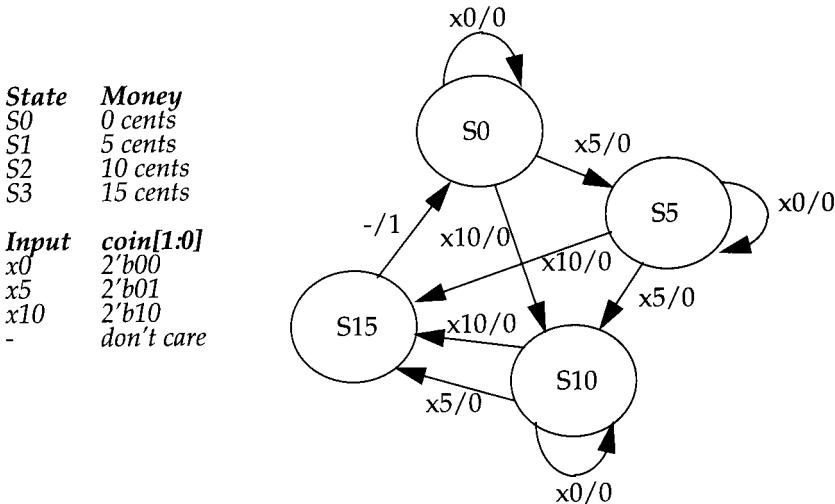 State Money
S0 0 cents
S1 5 cents
S2 10 cents
S3 15 cents
Input coin[1:0]
x0 2'b00
x5 2'b01
x10 2'b10
- don't care
x0/0
S0
x5/0
S5
x0/0
-/1
x10/0
x10/0
x5/0
S15
x10/0
S10
x5/0
x0/0